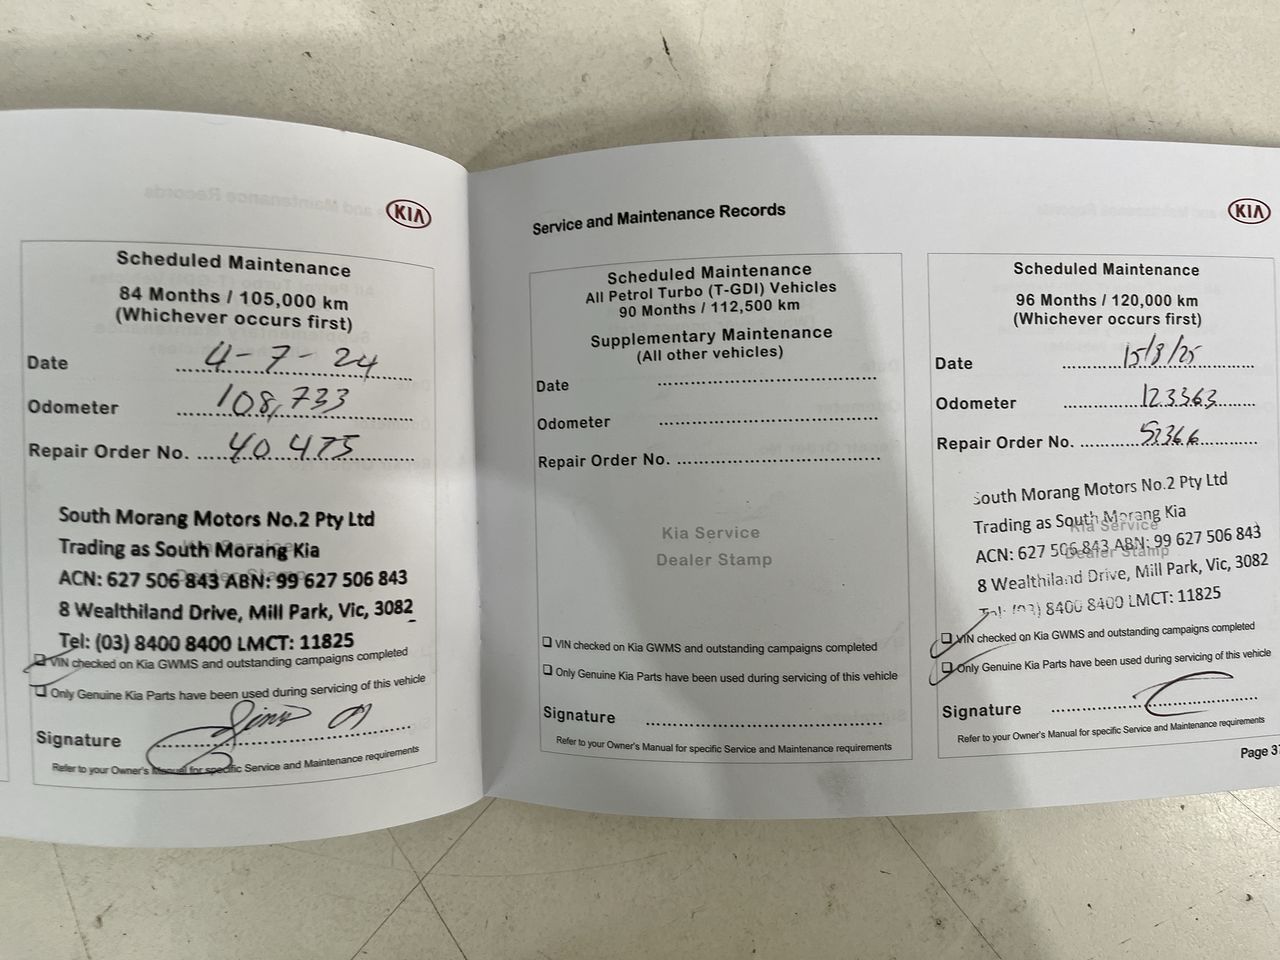 KIA
Scheduled Maintenance
84 Months / 105,000 km
(Whichever occurs first)
Date 4-7-24
Odometer 108,733
Repair Order No. 40475
South Morang Motors No.2 Pty Ltd
Trading as South Morang Kia
ACN: 627 506 843 ABN: 99 627 506 843
8 Wealthiland Drive, Mill Park, Vic, 3082
Tel: (03) 8400 8400 LMCT: 11825
VIN checked on Kia GWMS and outstanding campaigns completed
Only Genuine Kia Parts have been used during servicing of this vehicle
Signature
Refer to your Owner's Manual for specific Service and Maintenance requirements
Service and Maintenance Records
Scheduled Maintenance
All Petrol Turbo (T-GDI) Vehicles
90 Months / 112,500 km
Supplementary Maintenance
(All other vehicles)
Date
Odometer
Repair Order No.
Kia Service
Dealer Stamp
VIN checked on Kia GWMS and outstanding campaigns completed
Only Genuine Kia Parts have been used during servicing of this vehicle
Signature
Refer to your Owner's Manual for specific Service and Maintenance requirements
KIA
Scheduled Maintenance
96 Months / 120,000 km
(Whichever occurs first)
Date 15/8/25
Odometer 123363
Repair Order No.
South Morang Motors No.2 Pty Ltd
Trading as South Morang Kia
Kia Service
ACN: 627 506 843 ABN: 99 627 506 843
Dealer Stamp
8 Wealthiland Drive, Mill Park, Vic, 3082
Tel: (03) 8400 8400 LMCT: 11825
VIN checked on Kia GWMS and outstanding campaigns completed
Only Genuine Kia Parts have been used during servicing of this vehicle
Signature
Refer to your Owner's Manual for specific Service and Maintenance requirements
Page